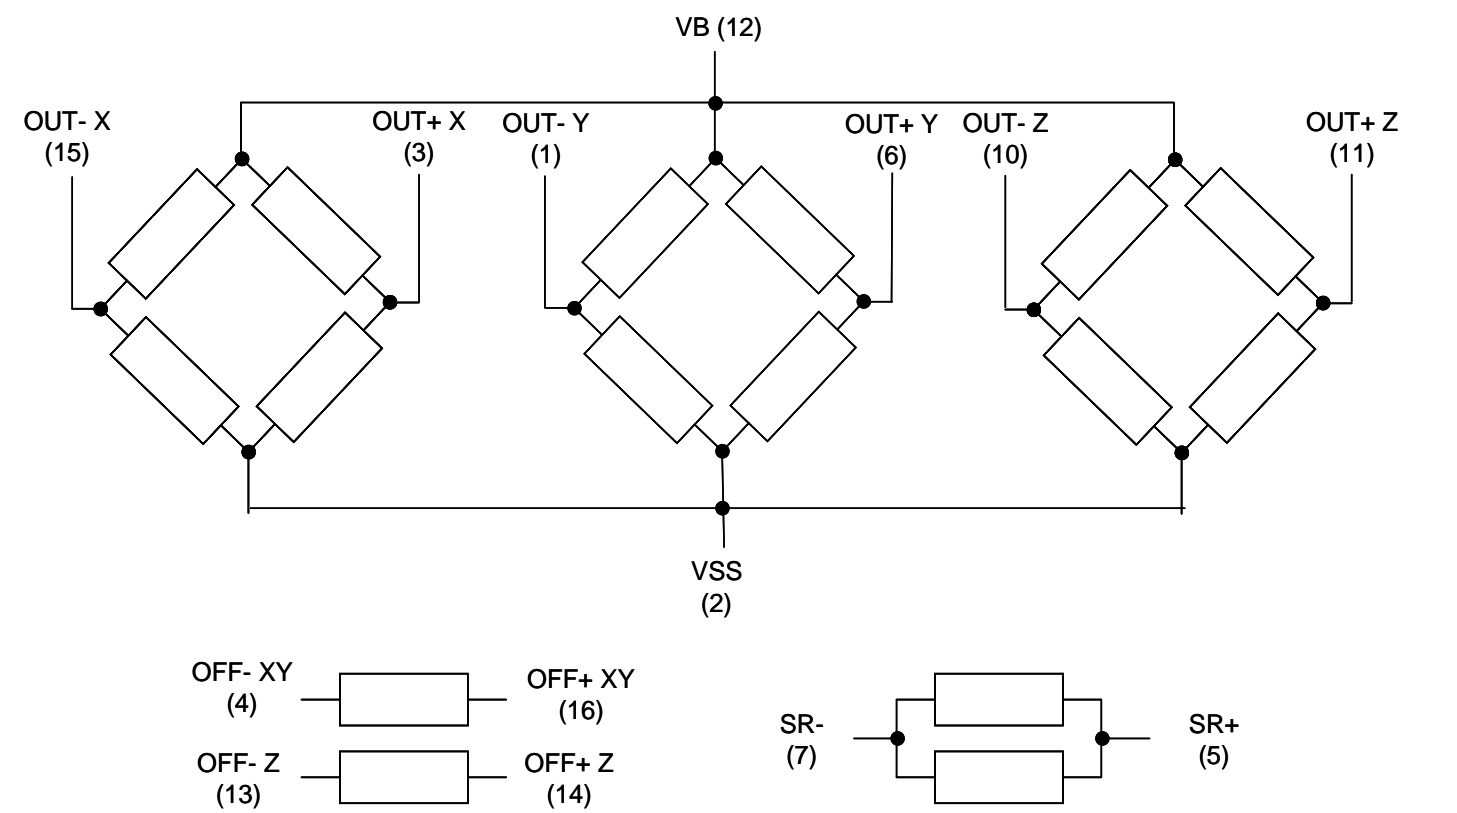 VB (12)
OUT- X
(15)
OUT+ X
(3)
OUT- Y
(1)
OUT+ Y
(6)
OUT- Z
(10)
OUT+ Z
(11)
VSS
(2)
OFF- XY
(4)
OFF+ XY
(16)
OFF- Z
(13)
OFF+ Z
(14)
SR-
(7)
SR+
(5)